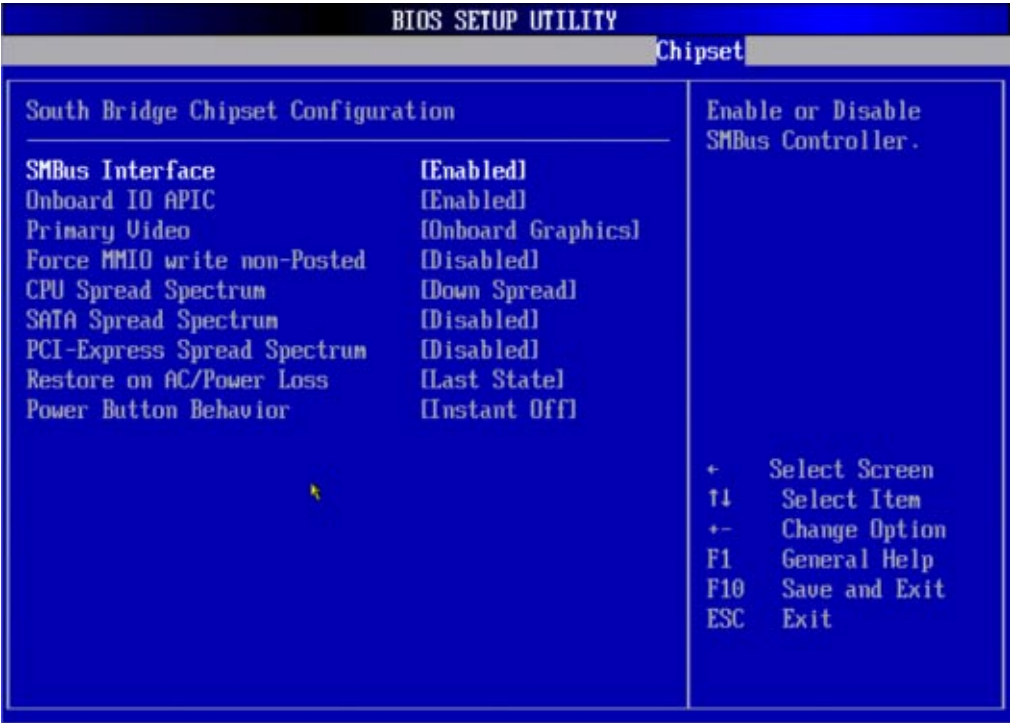 BIOS SETUP UTILITY
Chipset
South Bridge Chipset Configuration
SMBus Interface [Enabled]
Onboard IO APIC [Enabled]
Primary Video [Onboard Graphics]
Force MMIO write non-Posted [Disabled]
CPU Spread Spectrum [Down Spread]
SATA Spread Spectrum [Disabled]
PCI-Express Spread Spectrum [Disabled]
Restore on AC/Power Loss [Last State]
Power Button Behavior [Instant Off]
Enable or Disable
SMBus Controller.
← Select Screen
↑↓ Select Item
+- Change Option
F1 General Help
F10 Save and Exit
ESC Exit